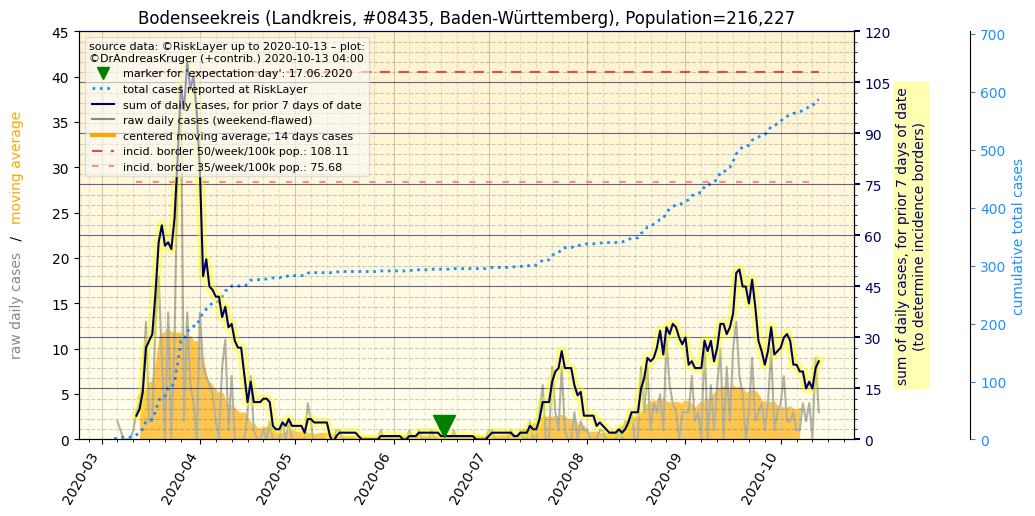 Bodenseekreis (Landkreis, #08435, Baden-Württemberg), Population=216,227
source data: ©RiskLayer up to 2020-10-13 – plot:
©DrAndreasKruger (+contrib.) 2020-10-13 04:00
marker for 'expectation day': 17.06.2020
total cases reported at RiskLayer
sum of daily cases, for prior 7 days of date
raw daily cases (weekend-flawed)
centered moving average, 14 days cases
incid. border 50/week/100k pop.: 108.11
incid. border 35/week/100k pop.: 75.68
raw daily cases / moving average
45
40
35
30
25
20
15
10
5
0
2020-03
2020-04
2020-05
2020-06
2020-07
2020-08
2020-09
2020-10
120
105
90
75
60
45
30
15
0
sum of daily cases, for prior 7 days of date
(to determine incidence borders)
700
600
500
400
300
200
100
0
cumulative total cases